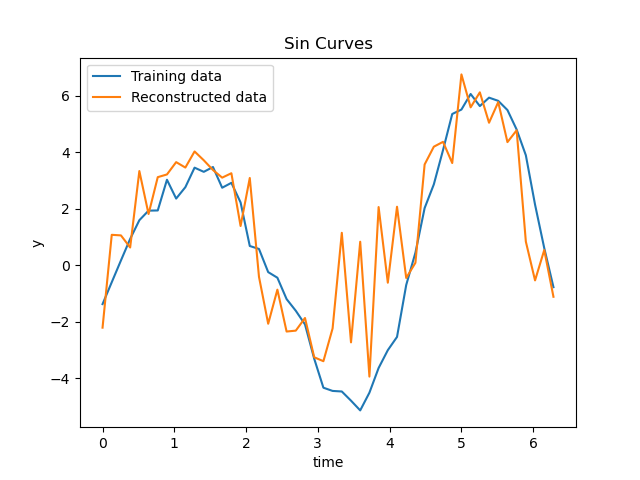 Sin Curves
Training data
Reconstructed data
y
6
4
2
0
−2
−4
0 1 2 3 4 5 6
time